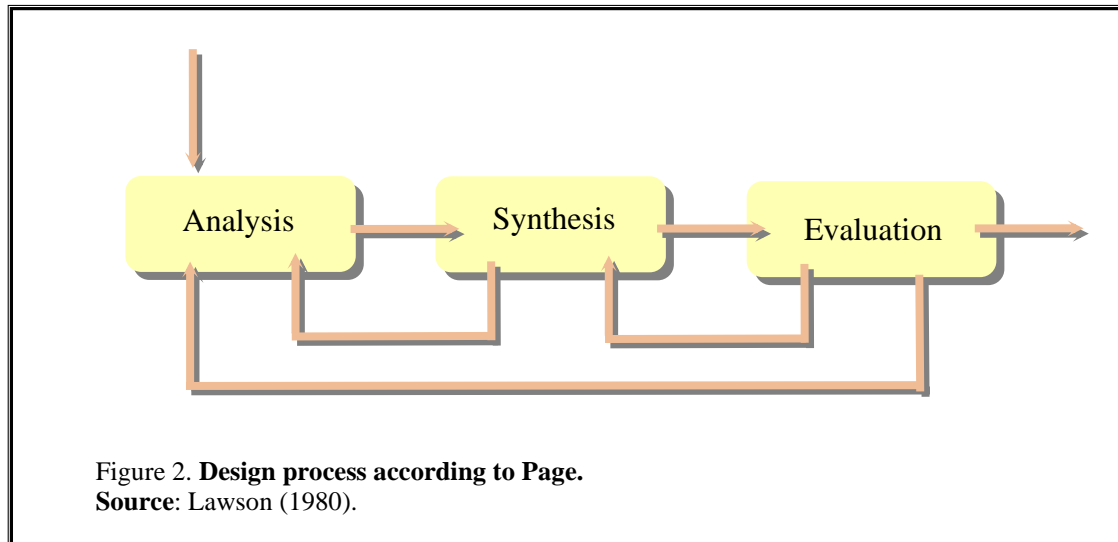 Analysis
Synthesis
Evaluation
Figure 2. Design process according to Page.
Source: Lawson (1980).